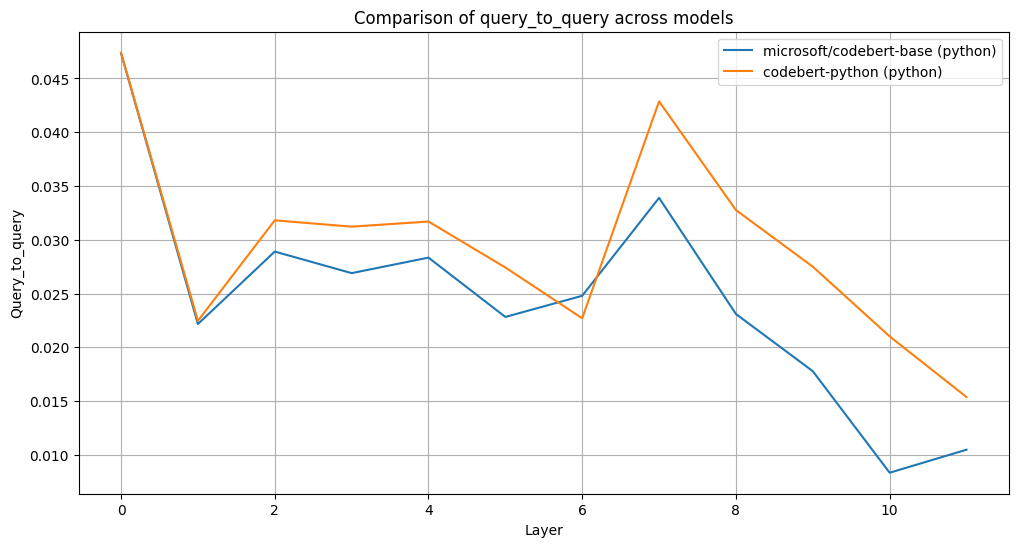 Comparison of query_to_query across models
microsoft/codebert-base (python)
codebert-python (python)
Query_to_query
0.045
0.040
0.035
0.030
0.025
0.020
0.015
0.010
0
2
4
6
8
10
Layer